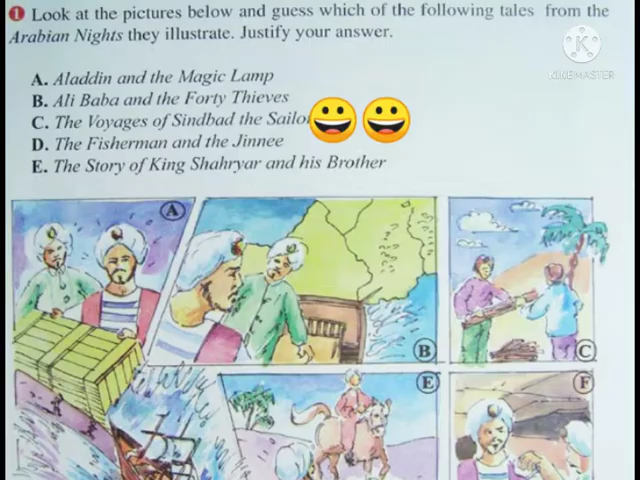 1 Look at the pictures below and guess which of the following tales from the
Arabian Nights they illustrate. Justify your answer.
KINEMASTER
A. Aladdin and the Magic Lamp
B. Ali Baba and the Forty Thieves
C. The Voyages of Sindbad the Sailo
D. The Fisherman and the Jinnee
E. The Story of King Shahryar and his Brother
A
B
C
E
F